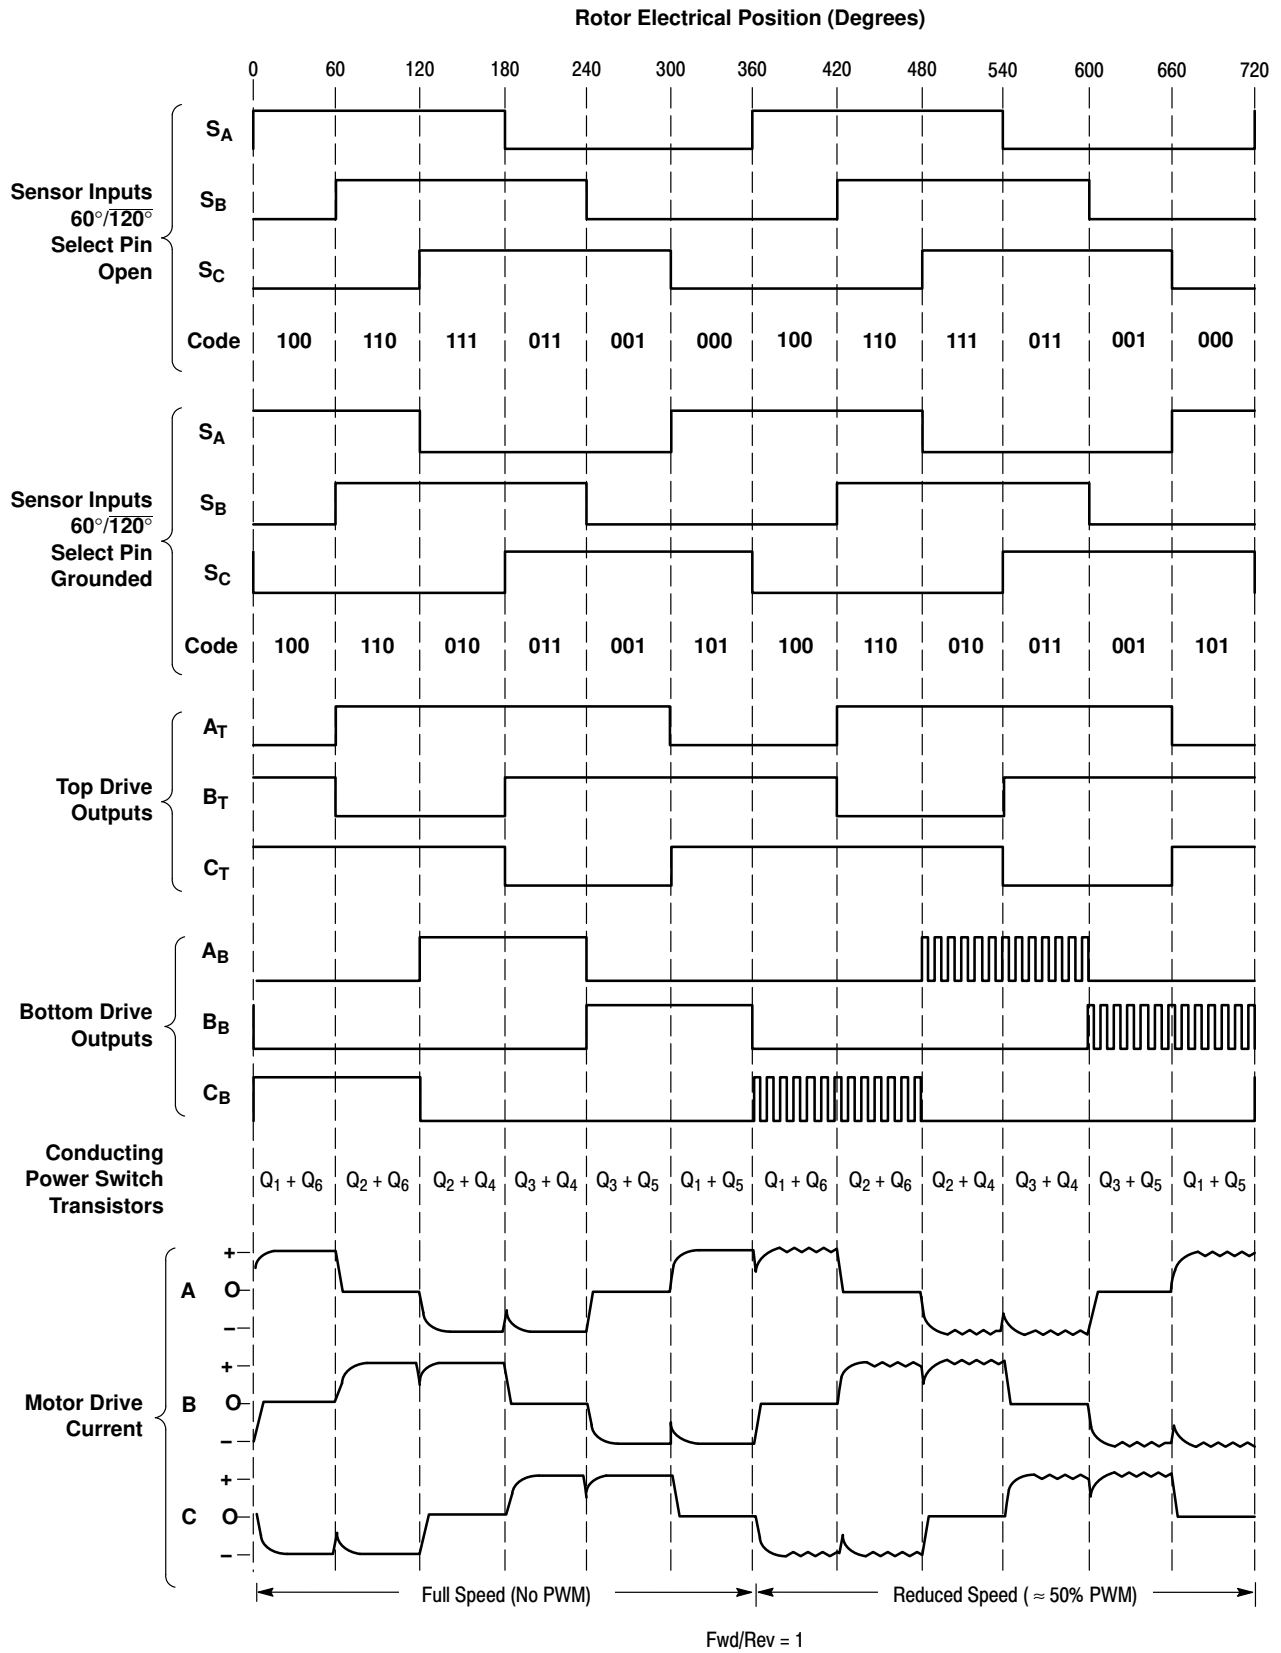 Rotor Electrical Position (Degrees)
0 60 120 180 240 300 360 420 480 540 600 660 720
Sensor Inputs
60°/120°
Select Pin
Open
SA
SB
SC
Code 100 110 111 011 001 000 100 110 111 011 001 000
Sensor Inputs
60°/120°
Select Pin
Grounded
SA
SB
SC
Code 100 110 010 011 001 101 100 110 010 011 001 101
Top Drive
Outputs
AT
BT
CT
Bottom Drive
Outputs
AB
BB
CB
Conducting
Power Switch
Transistors
Q1 + Q6 Q2 + Q6 Q2 + Q4 Q3 + Q4 Q3 + Q5 Q1 + Q5 Q1 + Q6 Q2 + Q6 Q2 + Q4 Q3 + Q4 Q3 + Q5 Q1 + Q5
Motor Drive
Current
+
A O
−
+
B O
−
+
C O
−
Full Speed (No PWM) Reduced Speed ( ≈ 50% PWM)
Fwd/Rev = 1